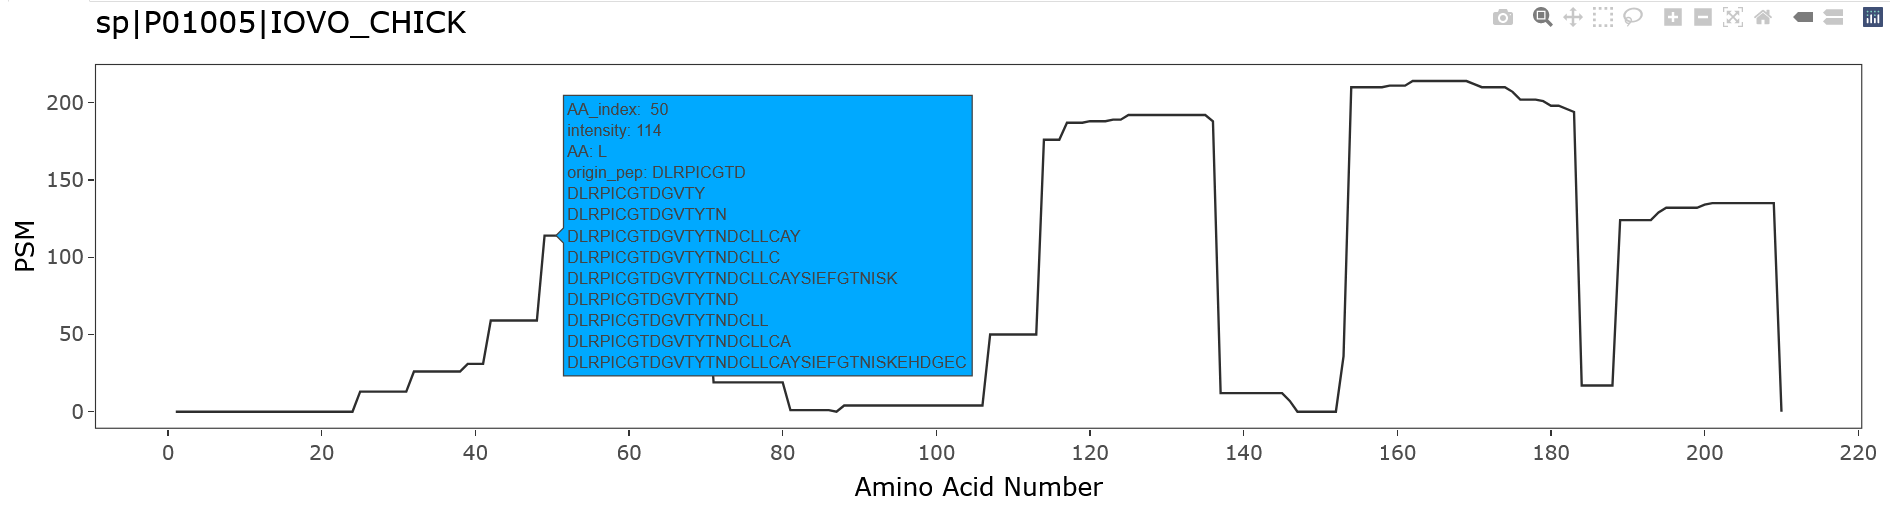 sp|P01005|IOVO_CHICK
200
150
100
50
0
PSM
AA_index: 50
intensity: 114
AA: L
origin_pep: DLRPICGTD
DLRPICGTDGVTY
DLRPICGTDGVTYTN
DLRPICGTDGVTYTNDCLLCAY
DLRPICGTDGVTYTNDCLLC
DLRPICGTDGVTYTNDCLLCAYSIEFGTNISK
DLRPICGTDGVTYTND
DLRPICGTDGVTYTNDCLL
DLRPICGTDGVTYTNDCLLCA
DLRPICGTDGVTYTNDCLLCAYSIEFGTNISKEHDGEC
0 20 40 60 80 100 120 140 160 180 200 220
Amino Acid Number